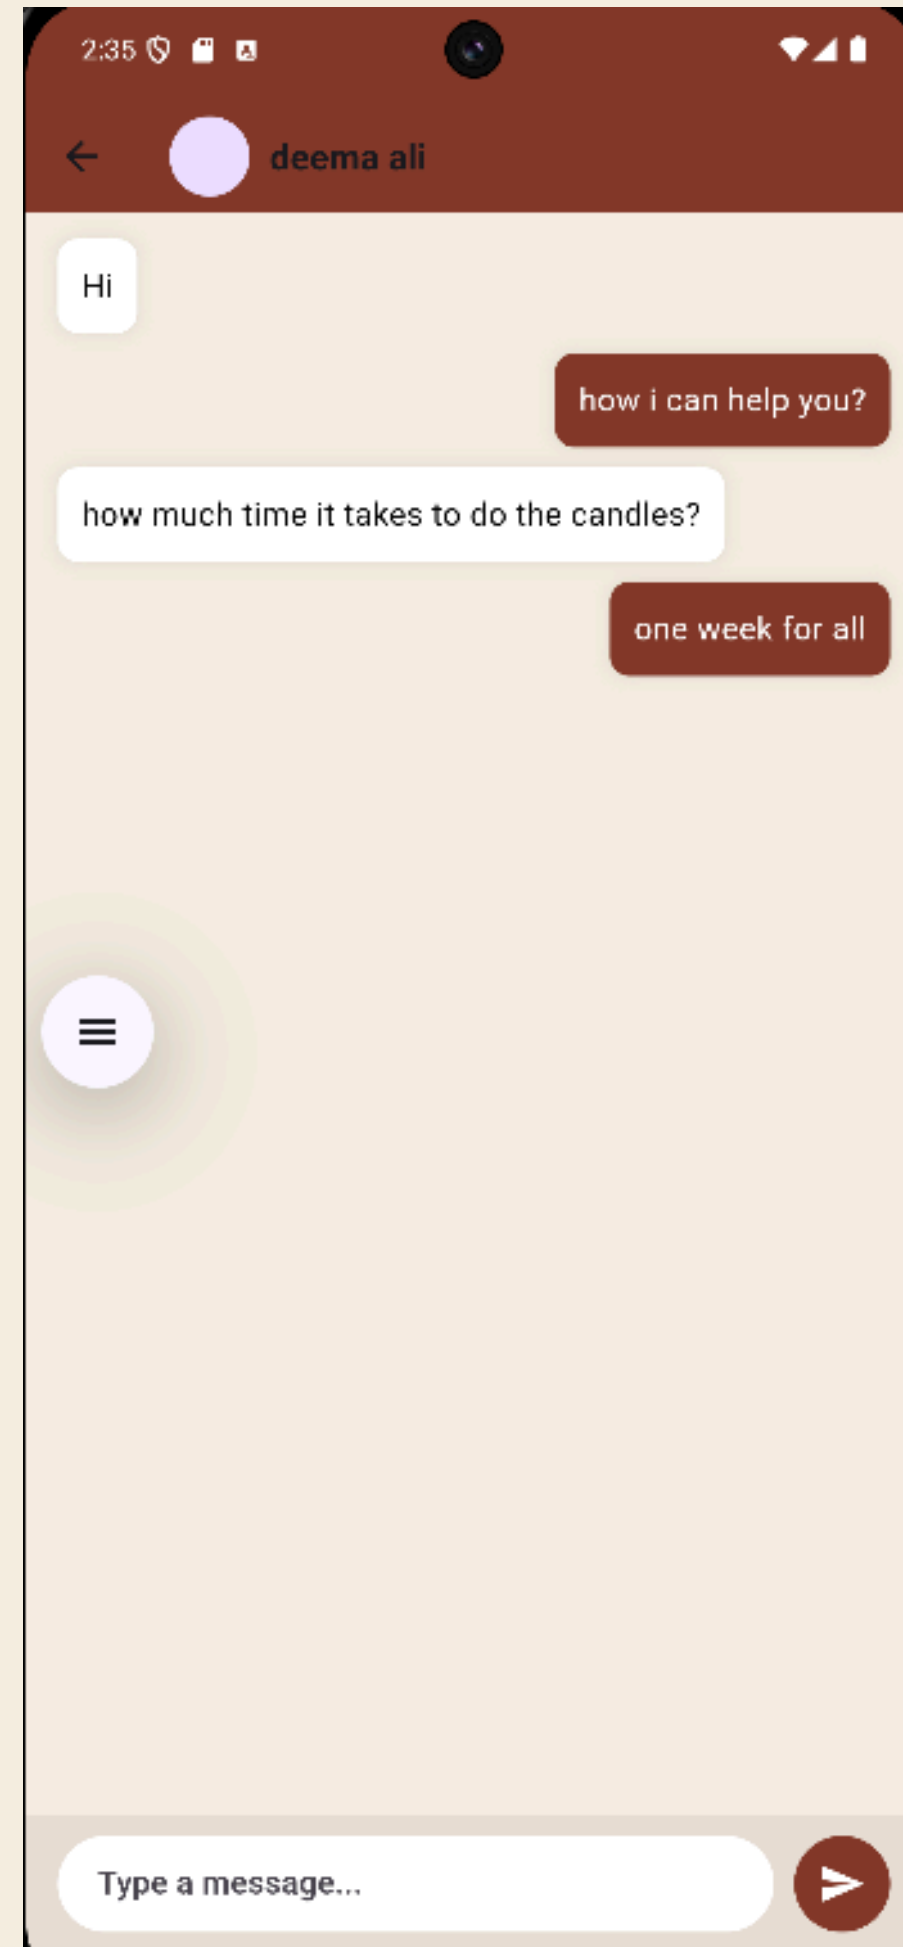 2:35
deema ali
Hi
how i can help you?
how much time it takes to do the candles?
one week for all
Type a message...